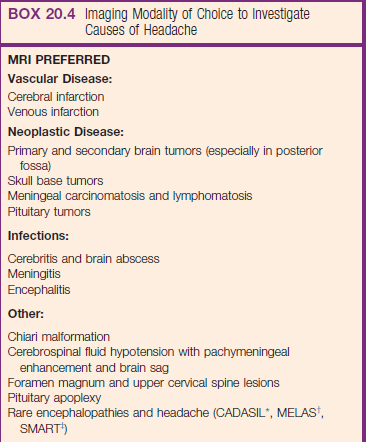 BOX 20.4 Imaging Modality of Choice to Investigate
Causes of Headache
MRI PREFERRED
Vascular Disease:
Cerebral infarction
Venous infarction
Neoplastic Disease:
Primary and secondary brain tumors (especially in posterior
fossa)
Skull base tumors
Meningeal carcinomatosis and lymphomatosis
Pituitary tumors
Infections:
Cerebritis and brain abscess
Meningitis
Encephalitis
Other:
Chiari malformation
Cerebrospinal fluid hypotension with pachymeningeal
enhancement and brain sag
Foramen magnum and upper cervical spine lesions
Pituitary apoplexy
Rare encephalopathies and headache (CADASIL*, MELAS†,
SMART‡)